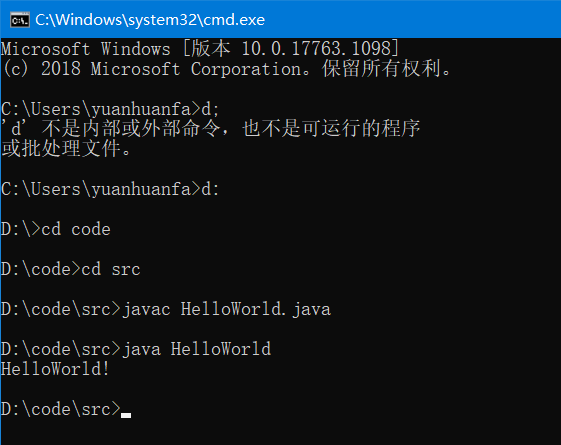 C:\Windows\system32\cmd.exe
Microsoft Windows [版本 10.0.17763.1098]
(c) 2018 Microsoft Corporation。保留所有权利。
C:\Users\yuanhuanfa>d;
'd' 不是内部或外部命令，也不是可运行的程序
或批处理文件。
C:\Users\yuanhuanfa>d:
D:\>cd code
D:\code>cd src
D:\code\src>javac HelloWorld.java
D:\code\src>java HelloWorld
HelloWorld!
D:\code\src>